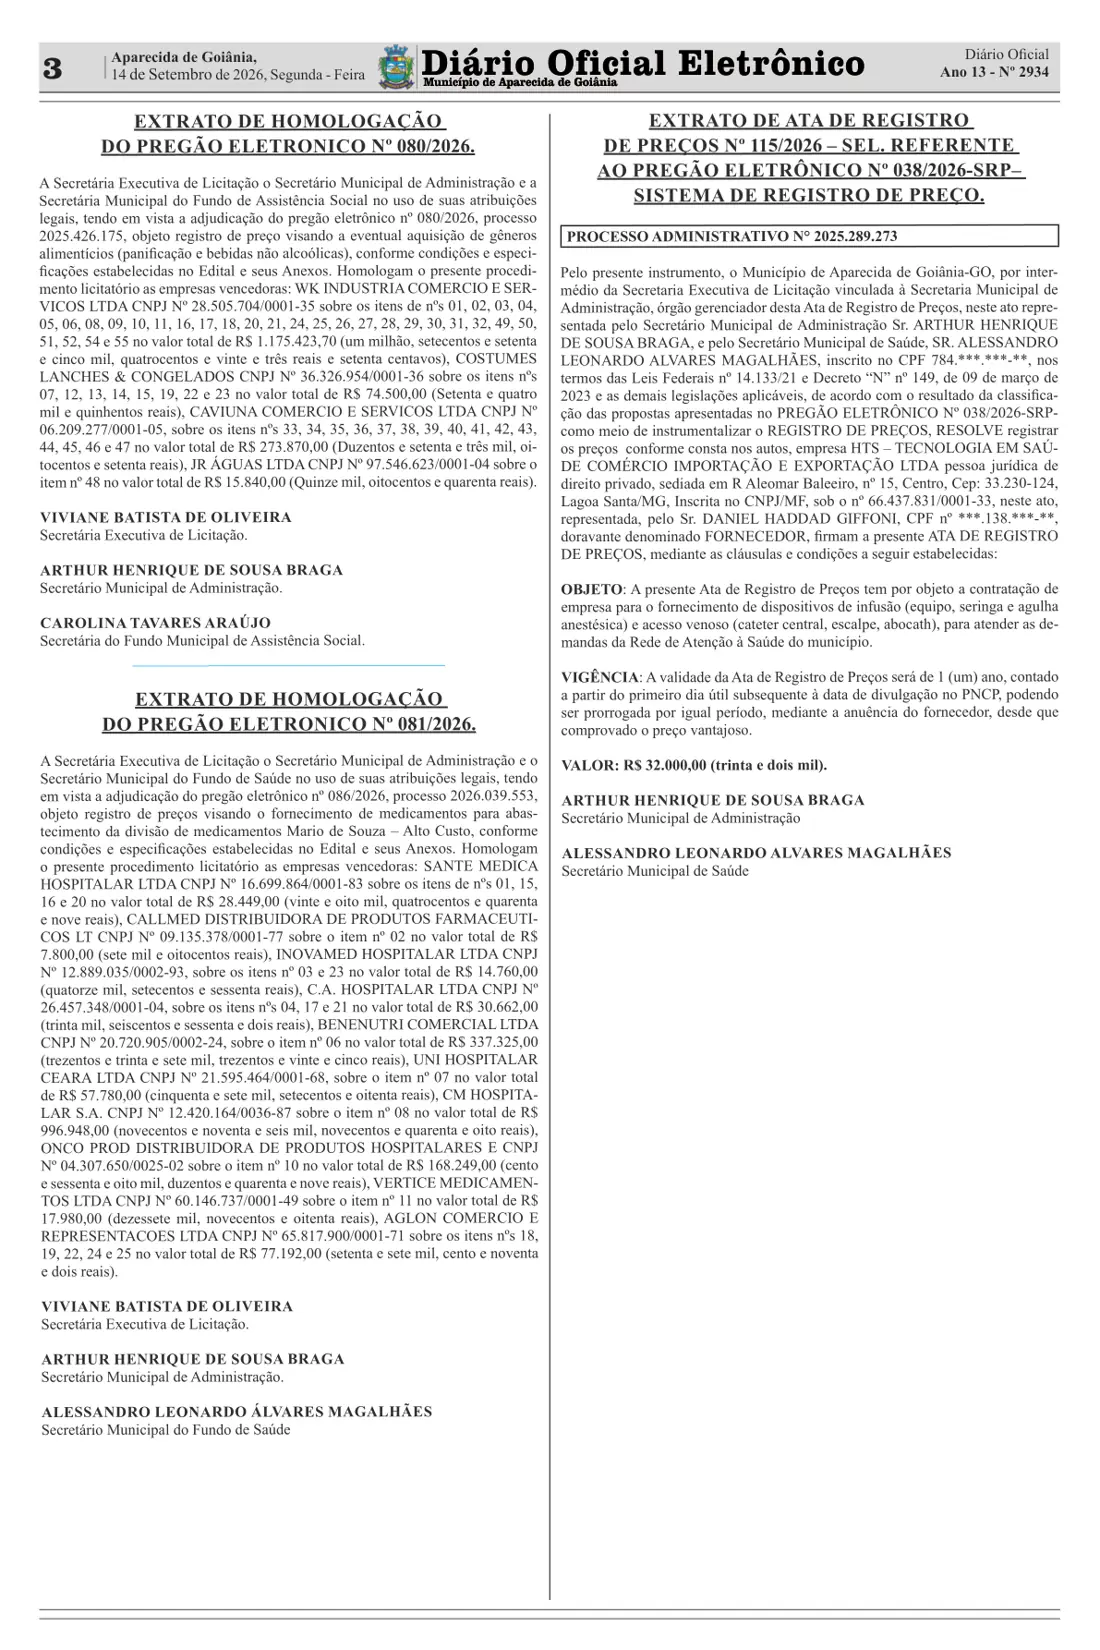 3
Aparecida de Goiânia,
14 de Setembro de 2026, Segunda - Feira
Diário Oficial Eletrônico
Município de Aparecida de Goiânia
Diário Oficial
Ano 13 - Nº 2934
EXTRATO DE HOMOLOGAÇÃO
DO PREGÃO ELETRONICO Nº 080/2026.
A Secretária Executiva de Licitação o Secretário Municipal de Administração e a
Secretária Municipal do Fundo de Assistência Social no uso de suas atribuições
legais, tendo em vista a adjudicação do pregão eletrônico nº 080/2026, processo
2025.426.175, objeto registro de preço visando a eventual aquisição de gêneros
alimentícios (panificação e bebidas não alcoólicas), conforme condições e especi-
ficações estabelecidas no Edital e seus Anexos. Homologam o presente procedi-
mento licitatório as empresas vencedoras: WK INDUSTRIA COMERCIO E SER-
VICOS LTDA CNPJ Nº 28.505.704/0001-35 sobre os itens de nºs 01, 02, 03, 04,
05, 06, 08, 09, 10, 11, 16, 17, 18, 20, 21, 24, 25, 26, 27, 28, 29, 30, 31, 32, 49, 50,
51, 52, 54 e 55 no valor total de R$ 1.175.423,70 (um milhão, setecentos e setenta
e cinco mil, quatrocentos e vinte e três reais e setenta centavos), COSTUMES
LANCHES & CONGELADOS CNPJ Nº 36.326.954/0001-36 sobre os itens nºs
07, 12, 13, 14, 15, 19, 22 e 23 no valor total de R$ 74.500,00 (Setenta e quatro
mil e quinhentos reais), CAVIUNA COMERCIO E SERVICOS LTDA CNPJ Nº
06.209.277/0001-05, sobre os itens nºs 33, 34, 35, 36, 37, 38, 39, 40, 41, 42, 43,
44, 45, 46 e 47 no valor total de R$ 273.870,00 (Duzentos e setenta e três mil, oi-
tocentos e setenta reais), JR ÁGUAS LTDA CNPJ Nº 97.546.623/0001-04 sobre o
item nº 48 no valor total de R$ 15.840,00 (Quinze mil, oitocentos e quarenta reais).
VIVIANE BATISTA DE OLIVEIRA
Secretária Executiva de Licitação.
ARTHUR HENRIQUE DE SOUSA BRAGA
Secretário Municipal de Administração.
CAROLINA TAVARES ARAÚJO
Secretária do Fundo Municipal de Assistência Social.
EXTRATO DE HOMOLOGAÇÃO
DO PREGÃO ELETRONICO Nº 081/2026.
A Secretária Executiva de Licitação o Secretário Municipal de Administração e o
Secretário Municipal do Fundo de Saúde no uso de suas atribuições legais, tendo
em vista a adjudicação do pregão eletrônico nº 086/2026, processo 2026.039.553,
objeto registro de preços visando o fornecimento de medicamentos para abas-
tecimento da divisão de medicamentos Mario de Souza – Alto Custo, conforme
condições e especificações estabelecidas no Edital e seus Anexos. Homologam
o presente procedimento licitatório as empresas vencedoras: SANTE MEDICA
HOSPITALAR LTDA CNPJ Nº 16.699.864/0001-83 sobre os itens de nºs 01, 15,
16 e 20 no valor total de R$ 28.449,00 (vinte e oito mil, quatrocentos e quarenta
e nove reais), CALLMED DISTRIBUIDORA DE PRODUTOS FARMACEUTI-
COS LT CNPJ Nº 09.135.378/0001-77 sobre o item nº 02 no valor total de R$
7.800,00 (sete mil e oitocentos reais), INOVAMED HOSPITALAR LTDA CNPJ
Nº 12.889.035/0002-93, sobre os itens nº 03 e 23 no valor total de R$ 14.760,00
(quatorze mil, setecentos e sessenta reais), C.A. HOSPITALAR LTDA CNPJ Nº
26.457.348/0001-04, sobre os itens nºs 04, 17 e 21 no valor total de R$ 30.662,00
(trinta mil, seiscentos e sessenta e dois reais), BENENUTRI COMERCIAL LTDA
CNPJ Nº 20.720.905/0002-24, sobre o item nº 06 no valor total de R$ 337.325,00
(trezentos e trinta e sete mil, trezentos e vinte e cinco reais), UNI HOSPITALAR
CEARA LTDA CNPJ Nº 21.595.464/0001-68, sobre o item nº 07 no valor total
de R$ 57.780,00 (cinquenta e sete mil, setecentos e oitenta reais), CM HOSPITA-
LAR S.A. CNPJ Nº 12.420.164/0036-87 sobre o item nº 08 no valor total de R$
996.948,00 (novecentos e noventa e seis mil, novecentos e quarenta e oito reais),
ONCO PROD DISTRIBUIDORA DE PRODUTOS HOSPITALARES E CNPJ
Nº 04.307.650/0025-02 sobre o item nº 10 no valor total de R$ 168.249,00 (cento
e sessenta e oito mil, duzentos e quarenta e nove reais), VERTICE MEDICAMEN-
TOS LTDA CNPJ Nº 60.146.737/0001-49 sobre o item nº 11 no valor total de R$
17.980,00 (dezessete mil, novecentos e oitenta reais), AGLON COMERCIO E
REPRESENTACOES LTDA CNPJ Nº 65.817.900/0001-71 sobre os itens nºs 18,
19, 22, 24 e 25 no valor total de R$ 77.192,00 (setenta e sete mil, cento e noventa
e dois reais).
VIVIANE BATISTA DE OLIVEIRA
Secretária Executiva de Licitação.
ARTHUR HENRIQUE DE SOUSA BRAGA
Secretário Municipal de Administração.
ALESSANDRO LEONARDO ÁLVARES MAGALHÃES
Secretário Municipal do Fundo de Saúde
EXTRATO DE ATA DE REGISTRO
DE PREÇOS Nº 115/2026 – SEL. REFERENTE
AO PREGÃO ELETRÔNICO Nº 038/2026-SRP–
SISTEMA DE REGISTRO DE PREÇO.
PROCESSO ADMINISTRATIVO N° 2025.289.273
Pelo presente instrumento, o Município de Aparecida de Goiânia-GO, por inter-
médio da Secretaria Executiva de Licitação vinculada à Secretaria Municipal de
Administração, órgão gerenciador desta Ata de Registro de Preços, neste ato repre-
sentada pelo Secretário Municipal de Administração Sr. ARTHUR HENRIQUE
DE SOUSA BRAGA, e pelo Secretário Municipal de Saúde, SR. ALESSANDRO
LEONARDO ALVARES MAGALHÃES, inscrito no CPF 784.***.***-**, nos
termos das Leis Federais nº 14.133/21 e Decreto “N” nº 149, de 09 de março de
2023 e as demais legislações aplicáveis, de acordo com o resultado da classifica-
ção das propostas apresentadas no PREGÃO ELETRÔNICO Nº 038/2026-SRP-
como meio de instrumentalizar o REGISTRO DE PREÇOS, RESOLVE registrar
os preços conforme consta nos autos, empresa HTS – TECNOLOGIA EM SAÚ-
DE COMÉRCIO IMPORTAÇÃO E EXPORTAÇÃO LTDA pessoa jurídica de
direito privado, sediada em R Aleomar Baleeiro, nº 15, Centro, Cep: 33.230-124,
Lagoa Santa/MG, Inscrita no CNPJ/MF, sob o nº 66.437.831/0001-33, neste ato,
representada, pelo Sr. DANIEL HADDAD GIFFONI, CPF nº ***.138.***-**,
doravante denominado FORNECEDOR, firmam a presente ATA DE REGISTRO
DE PREÇOS, mediante as cláusulas e condições a seguir estabelecidas:
OBJETO: A presente Ata de Registro de Preços tem por objeto a contratação de
empresa para o fornecimento de dispositivos de infusão (equipo, seringa e agulha
anestésica) e acesso venoso (cateter central, escalpe, abocath), para atender as de-
mandas da Rede de Atenção à Saúde do município.
VIGÊNCIA: A validade da Ata de Registro de Preços será de 1 (um) ano, contado
a partir do primeiro dia útil subsequente à data de divulgação no PNCP, podendo
ser prorrogada por igual período, mediante a anuência do fornecedor, desde que
comprovado o preço vantajoso.
VALOR: R$ 32.000,00 (trinta e dois mil).
ARTHUR HENRIQUE DE SOUSA BRAGA
Secretário Municipal de Administração
ALESSANDRO LEONARDO ALVARES MAGALHÃES
Secretário Municipal de Saúde